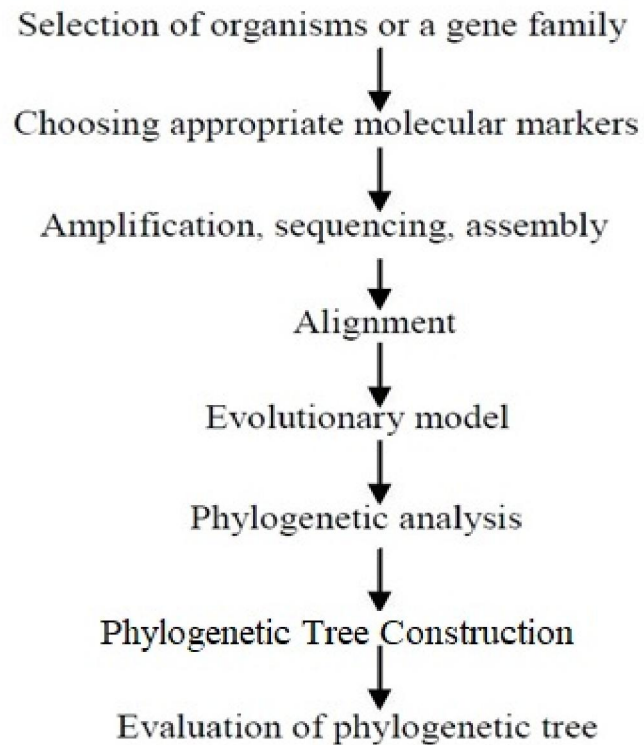 Selection of organisms or a gene family
Choosing appropriate molecular markers
Amplification, sequencing, assembly
Alignment
Evolutionary model
Phylogenetic analysis
Phylogenetic Tree Construction
Evaluation of phylogenetic tree